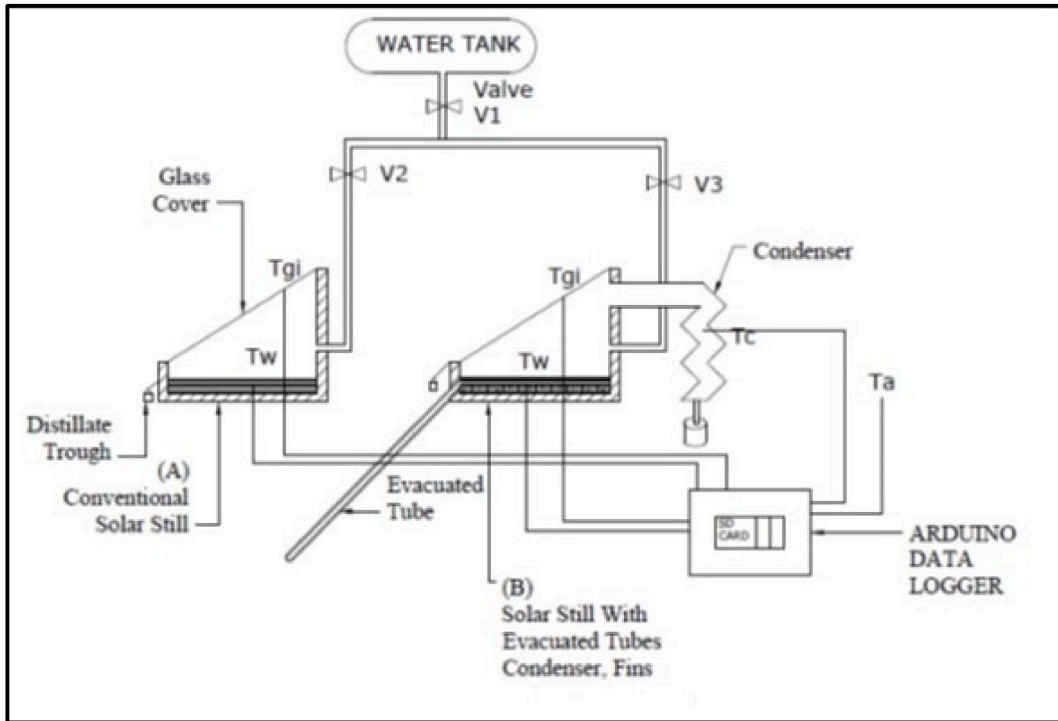 WATER TANK
Valve
V1
V2
V3
Glass
Cover
Condenser
Tgi
Tgi
Tc
Tw
Tw
Ta
Distillate
Trough
(A)
Conventional
Solar Still
Evacuated
Tube
SD
CARD
ARDUINO
DATA
LOGGER
(B)
Solar Still With
Evacuated Tubes
Condenser, Fins